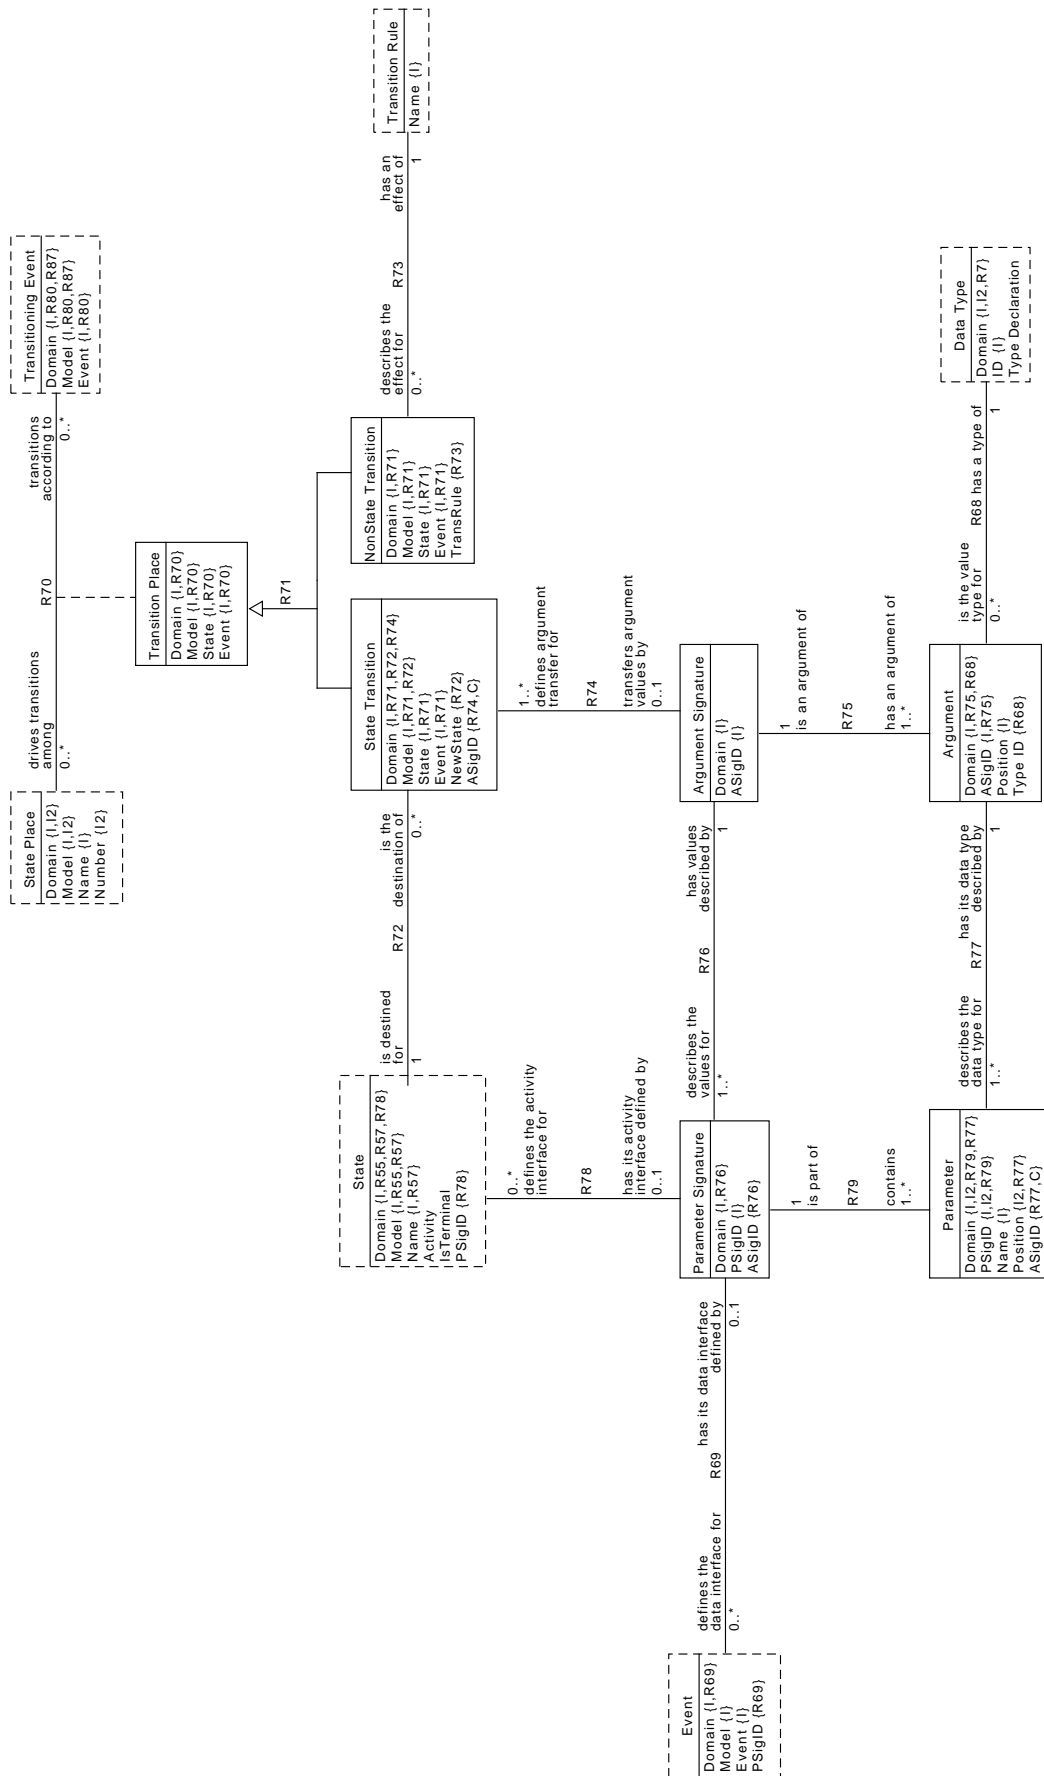 State Place
Domain {I,I2}
Model {I,I2}
Name {I}
Number {I2}
drives transitions
among
0..*
R70
transitions
according to
0..*
Transitioning Event
Domain {I,R80,R87}
Model {I,R80,R87}
Event {I,R80}
Transition Place
Domain {I,R70}
Model {I,R70}
State {I,R70}
Event {I,R70}
R71
State
Domain {I,R55,R57,R78}
Model {I,R55,R57}
Name {I,R57}
Activity
IsTerminal
PSigID {R78}
is destined
for
1
R72
is the
destination of
0..*
State Transition
Domain {I,R71,R72,R74}
Model {I,R71,R72}
State {I,R71}
Event {I,R71}
NewState {R72}
ASigID {R74,C}
NonState Transition
Domain {I,R71}
Model {I,R71}
State {I,R71}
Event {I,R71}
TransRule {R73}
describes the
effect for
0..*
R73
has an
effect of
1
Transition Rule
Name {I}
0..*
defines the activity
interface for
R78
has its activity
interface defined by
0..1
1..*
defines argument
transfer for
R74
transfers argument
values by
0..1
Event
Domain {I,R69}
Model {I}
Event {I}
PSigID {R69}
defines the
data interface for
0..*
R69
has its data interface
defined by
0..1
Parameter Signature
Domain {I,R76}
PSigID {I}
ASigID {R76}
describes the
values for
1..*
R76
has values
described by
1
Argument Signature
Domain {I}
ASigID {I}
1
is part of
R79
contains
1..*
1
is an argument of
R75
has an argument of
1..*
Parameter
Domain {I,I2,R79,R77}
PSigID {I,I2,R79}
Name {I}
Position {I2,R77}
ASigID {R77,C}
describes the
data type for
1..*
R77
has its data type
described by
1
Argument
Domain {I,R75,R68}
ASigID {I,R75}
Position {I}
Type ID {R68}
is the value
type for
0..*
R68 has a type of
1
Data Type
Domain {I,I2,R7}
ID {I}
Type Declaration